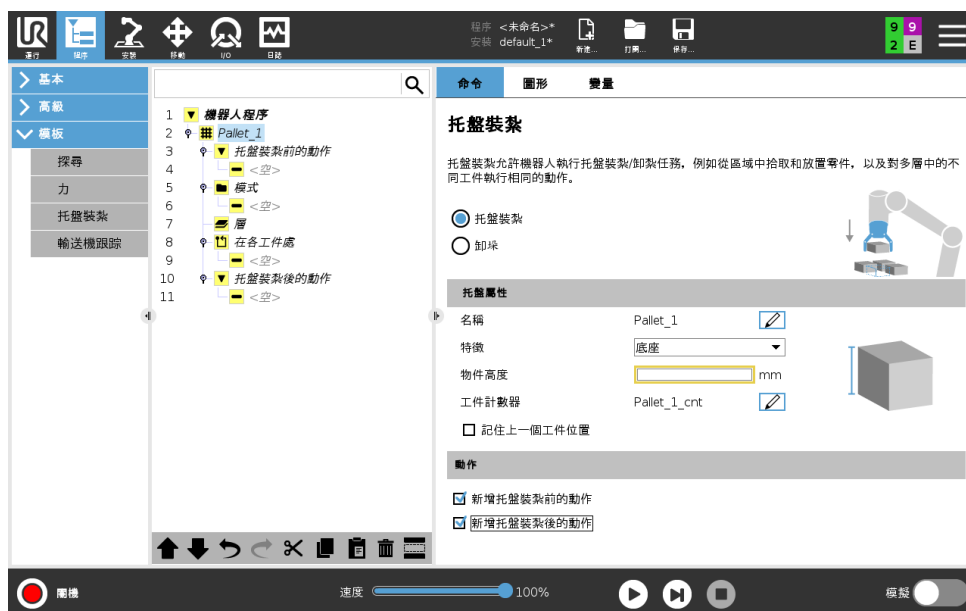 UR
運行
程序
安裝
移動
I/O
日誌
程序 <未命名>*
安裝 default_1*
新建...
打開...
保存...
9 9
2 E
基本
高級
模板
探尋
力
托盤裝紮
輸送機跟踪
1 機器人程序
2 Pallet_1
3 托盤裝紮前的動作
4 <空>
5 模式
6 <空>
7 層
8 在各工件處
9 <空>
10 托盤裝紮後的動作
11 <空>
命令 圖形 變量
托盤裝紮
托盤裝紮允許機器人執行托盤裝紮/卸紮任務，例如從區域中拾取和放置零件，以及對多層中的不
同工件執行相同的動作。
托盤裝紮
卸垛
托盤屬性
名稱 Pallet_1
特徵 底座
物件高度 mm
工件計數器 Pallet_1_cnt
記住上一個工件位置
動作
新增托盤裝紮前的動作
新增托盤裝紮後的動作
關機
速度 100%
模擬